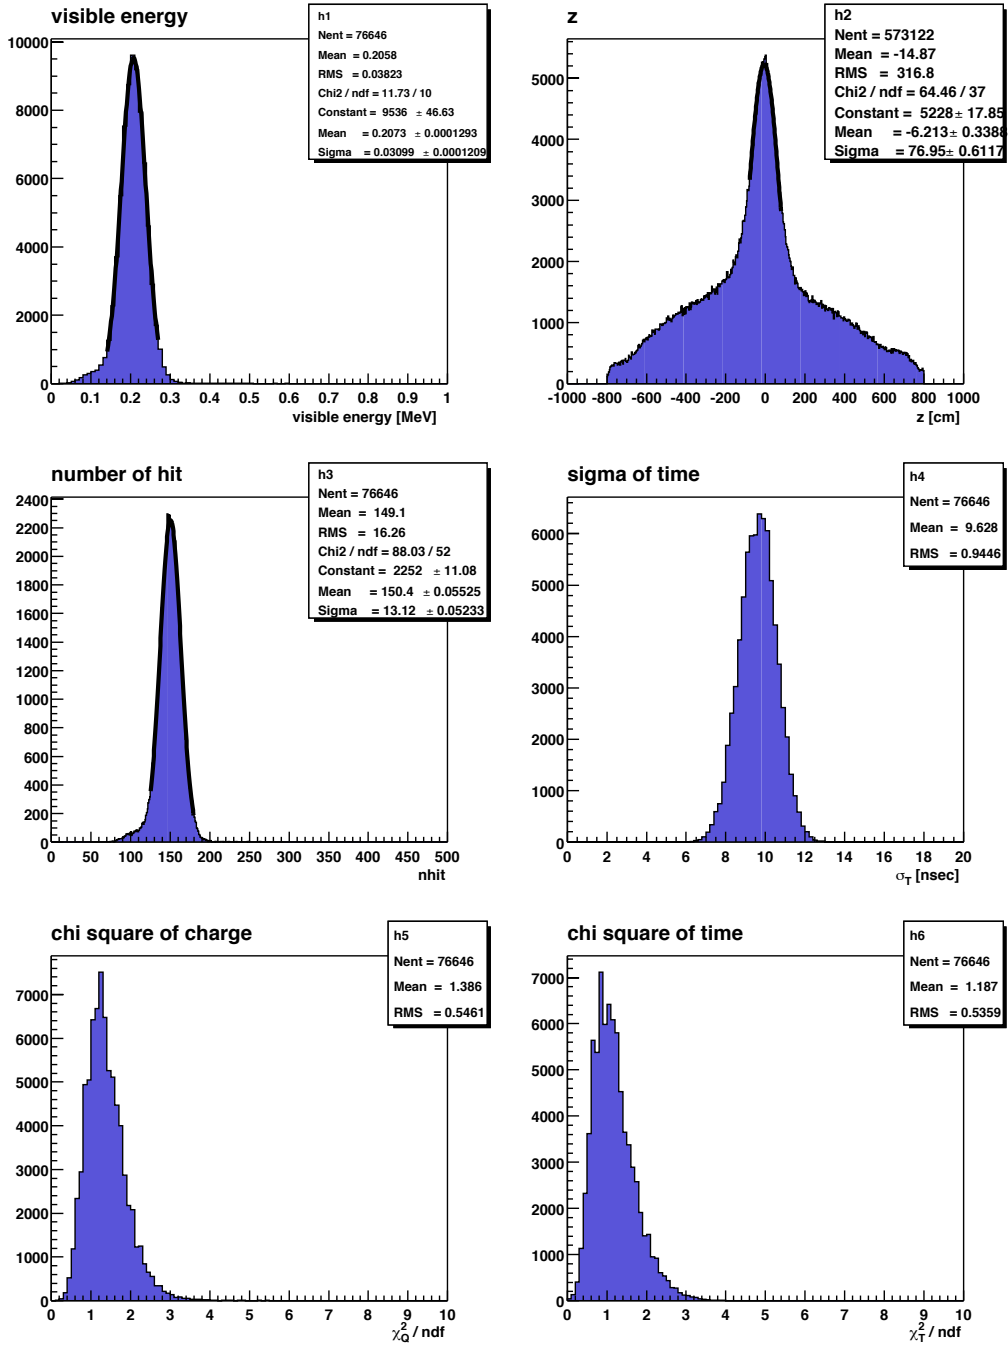 visible energy
h1
Nent = 76646
Mean = 0.2058
RMS = 0.03823
Chi2 / ndf = 11.73 / 10
Constant = 9536 ± 46.63
Mean = 0.2073 ± 0.0001293
Sigma = 0.03099 ± 0.0001209
10000
8000
6000
4000
2000
0
0 0.1 0.2 0.3 0.4 0.5 0.6 0.7 0.8 0.9 1
visible energy [MeV]
z
h2
Nent = 573122
Mean = -14.87
RMS = 316.8
Chi2 / ndf = 64.46 / 37
Constant = 5228 ± 17.85
Mean = -6.213 ± 0.3388
Sigma = 76.95 ± 0.6117
5000
4000
3000
2000
1000
0
-1000 -800 -600 -400 -200 0 200 400 600 800 1000
z [cm]
number of hit
h3
Nent = 76646
Mean = 149.1
RMS = 16.26
Chi2 / ndf = 88.03 / 52
Constant = 2252 ± 11.08
Mean = 150.4 ± 0.05525
Sigma = 13.12 ± 0.05233
2400
2200
2000
1800
1600
1400
1200
1000
800
600
400
200
0
0 50 100 150 200 250 300 350 400 450 500
nhit
sigma of time
h4
Nent = 76646
Mean = 9.628
RMS = 0.9446
6000
5000
4000
3000
2000
1000
0
0 2 4 6 8 10 12 14 16 18 20
σ_T [nsec]
chi square of charge
h5
Nent = 76646
Mean = 1.386
RMS = 0.5461
7000
6000
5000
4000
3000
2000
1000
0
0 1 2 3 4 5 6 7 8 9 10
χ²_Q / ndf
chi square of time
h6
Nent = 76646
Mean = 1.187
RMS = 0.5359
7000
6000
5000
4000
3000
2000
1000
0
0 1 2 3 4 5 6 7 8 9 10
χ²_T / ndf